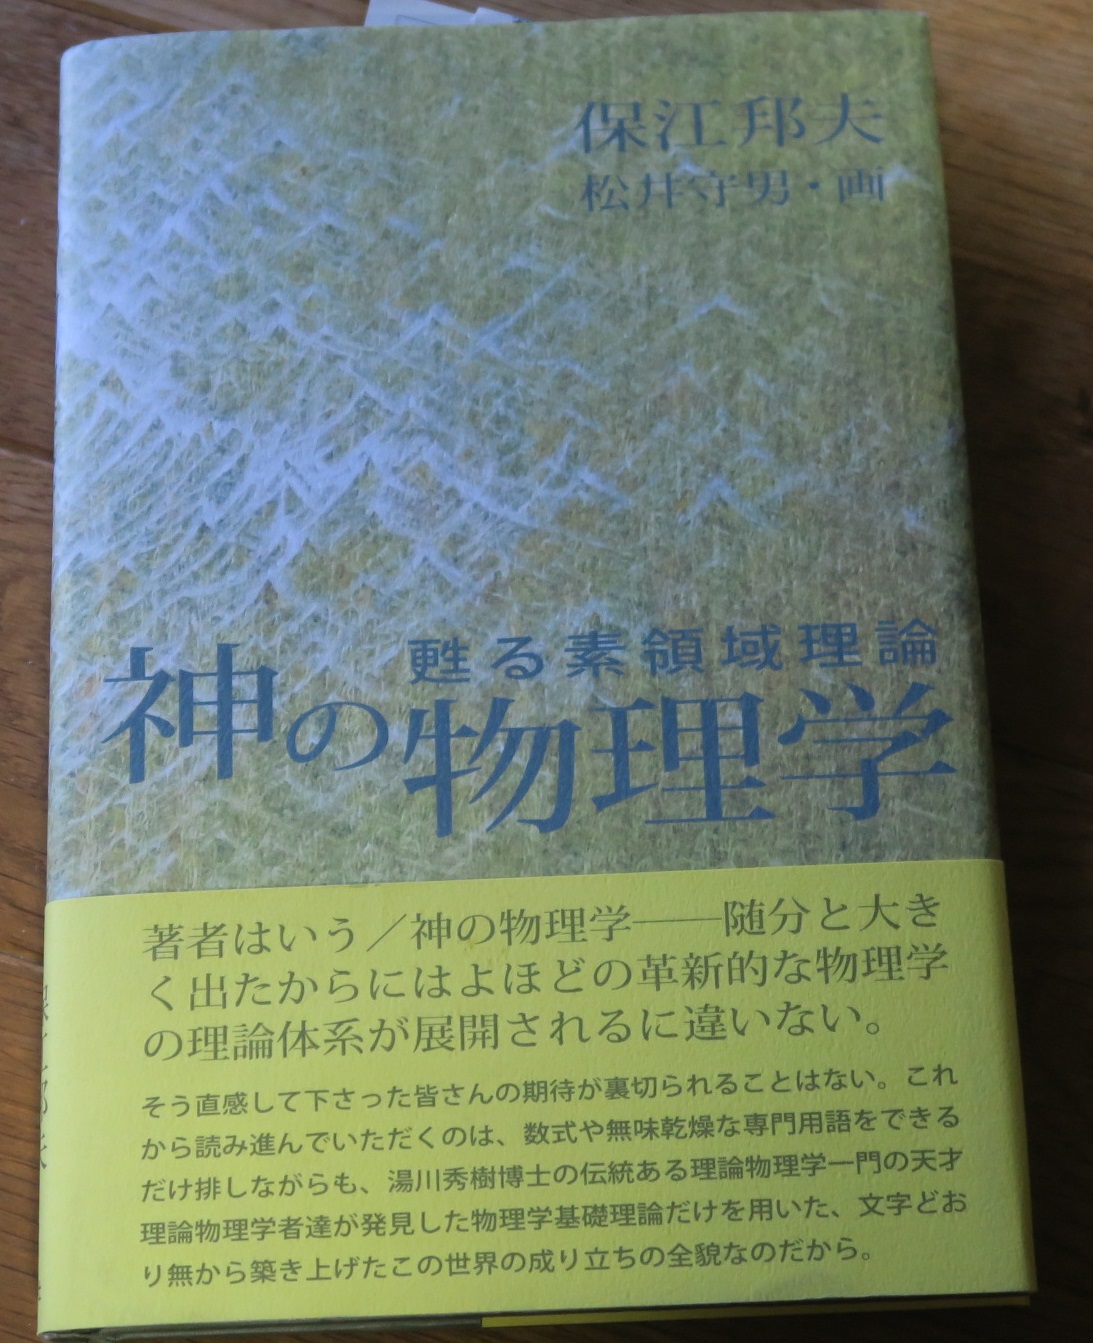 保江邦夫
松井守男・画
甦る素領域理論
神の物理学
著者はいう／神の物理学――随分と大き
く出たからにはよほどの革新的な物理学
の理論体系が展開されるに違いない。
そう直感して下さった皆さんの期待が裏切られることはない。これ
から読み進んでいただくのは、数式や無味乾燥な専門用語をできる
だけ排しながらも、湯川秀樹博士の伝統ある理論物理学一門の天才
理論物理学者達が発見した物理学基礎理論だけを用いた、文字どお
り無から築き上げたこの世界の成り立ちの全貌なのだから。